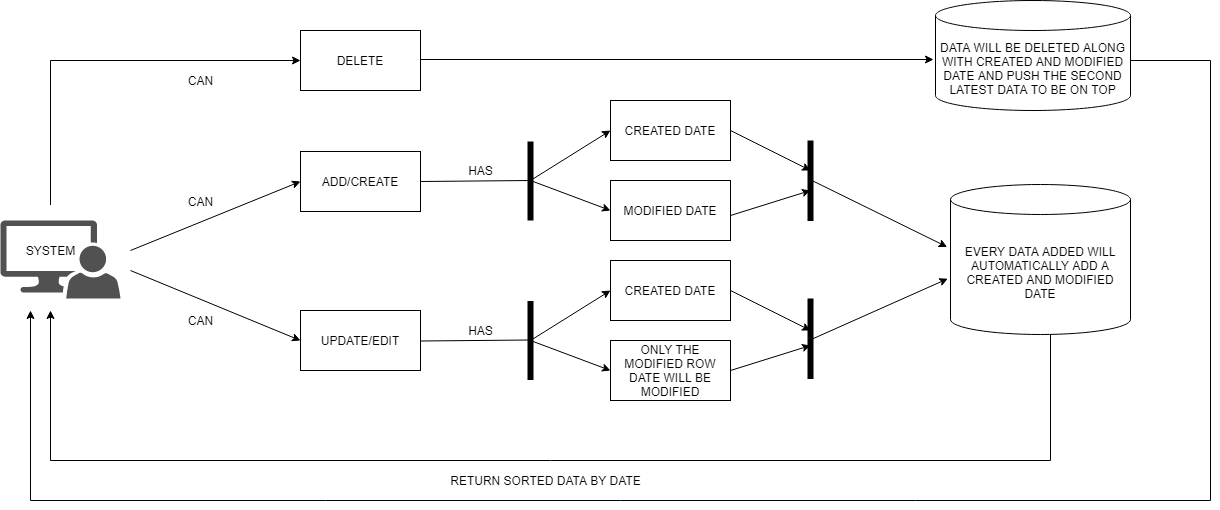 DELETE
DATA WILL BE DELETED ALONG
WITH CREATED AND MODIFIED
DATE AND PUSH THE SECOND
LATEST DATA TO BE ON TOP
CAN
CREATED DATE
HAS
ADD/CREATE
CAN
MODIFIED DATE
SYSTEM
EVERY DATA ADDED WILL
AUTOMATICALLY ADD A
CREATED AND MODIFIED
DATE
CREATED DATE
CAN
HAS
UPDATE/EDIT
ONLY THE
MODIFIED ROW
DATE WILL BE
MODIFIED
RETURN SORTED DATA BY DATE